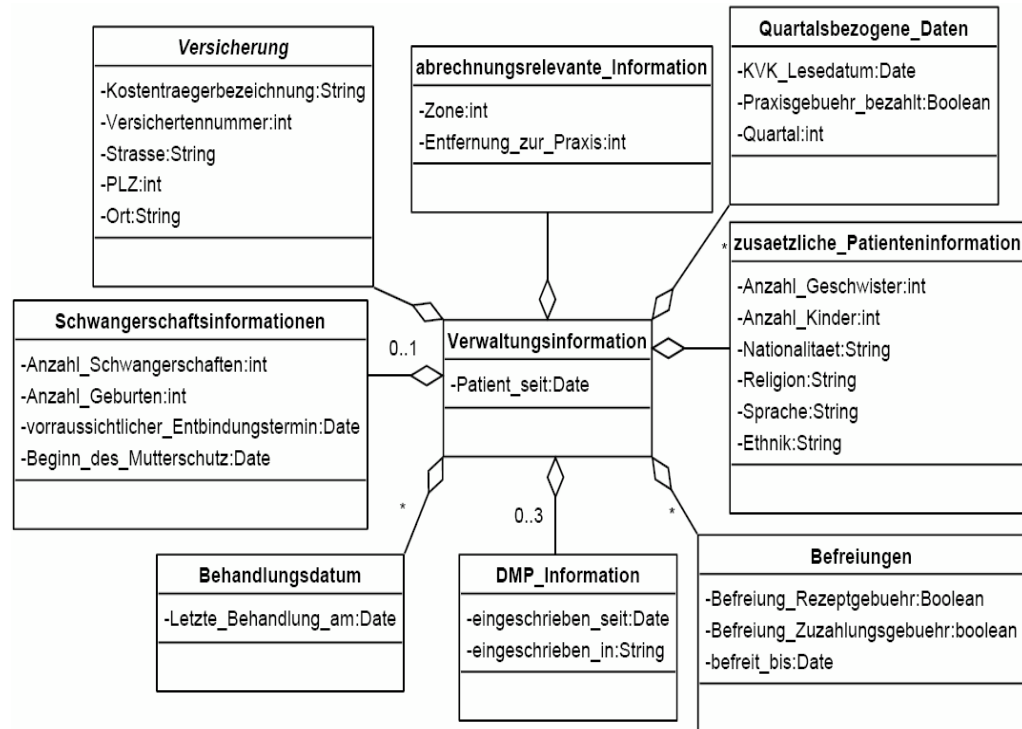 Versicherung
-Kostentraegerbezeichnung:String
-Versichertennummer:int
-Strasse:String
-PLZ:int
-Ort:String
abrechnungsrelevante_Information
-Zone:int
-Entfernung_zur_Praxis:int
Quartalsbezogene_Daten
-KVK_Lesedatum:Date
-Praxisgebuehr_bezahlt:Boolean
-Quartal:int
*
zusaetzliche_Patienteninformation
-Anzahl_Geschwister:int
-Anzahl_Kinder:int
-Nationalitaet:String
-Religion:String
-Sprache:String
-Ethnik:String
Schwangerschaftsinformationen
-Anzahl_Schwangerschaften:int
-Anzahl_Geburten:int
-vorraussichtlicher_Entbindungstermin:Date
-Beginn_des_Mutterschutz:Date
0..1
Verwaltungsinformation
-Patient_seit:Date
*
0..3
*
Behandlungsdatum
-Letzte_Behandlung_am:Date
DMP_Information
-eingeschrieben_seit:Date
-eingeschrieben_in:String
Befreiungen
-Befreiung_Rezeptgebuehr:Boolean
-Befreiung_Zuzahlungsgebuehr:boolean
-befreit_bis:Date